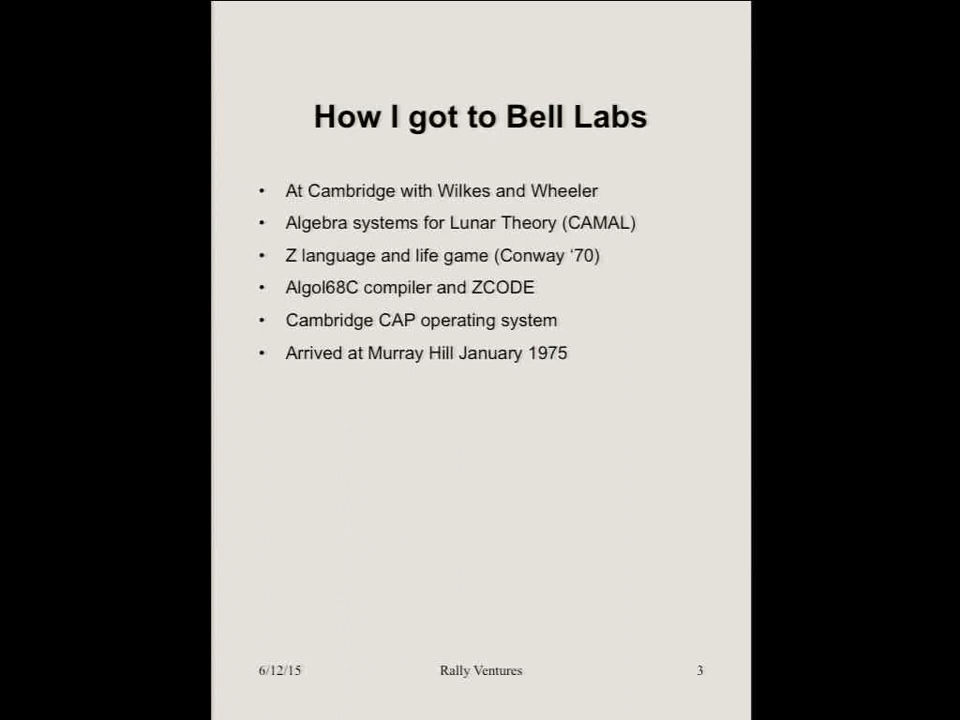 How I got to Bell Labs
• At Cambridge with Wilkes and Wheeler
• Algebra systems for Lunar Theory (CAMAL)
• Z language and life game (Conway ‘70)
• Algol68C compiler and ZCODE
• Cambridge CAP operating system
• Arrived at Murray Hill January 1975
6/12/15 Rally Ventures 3